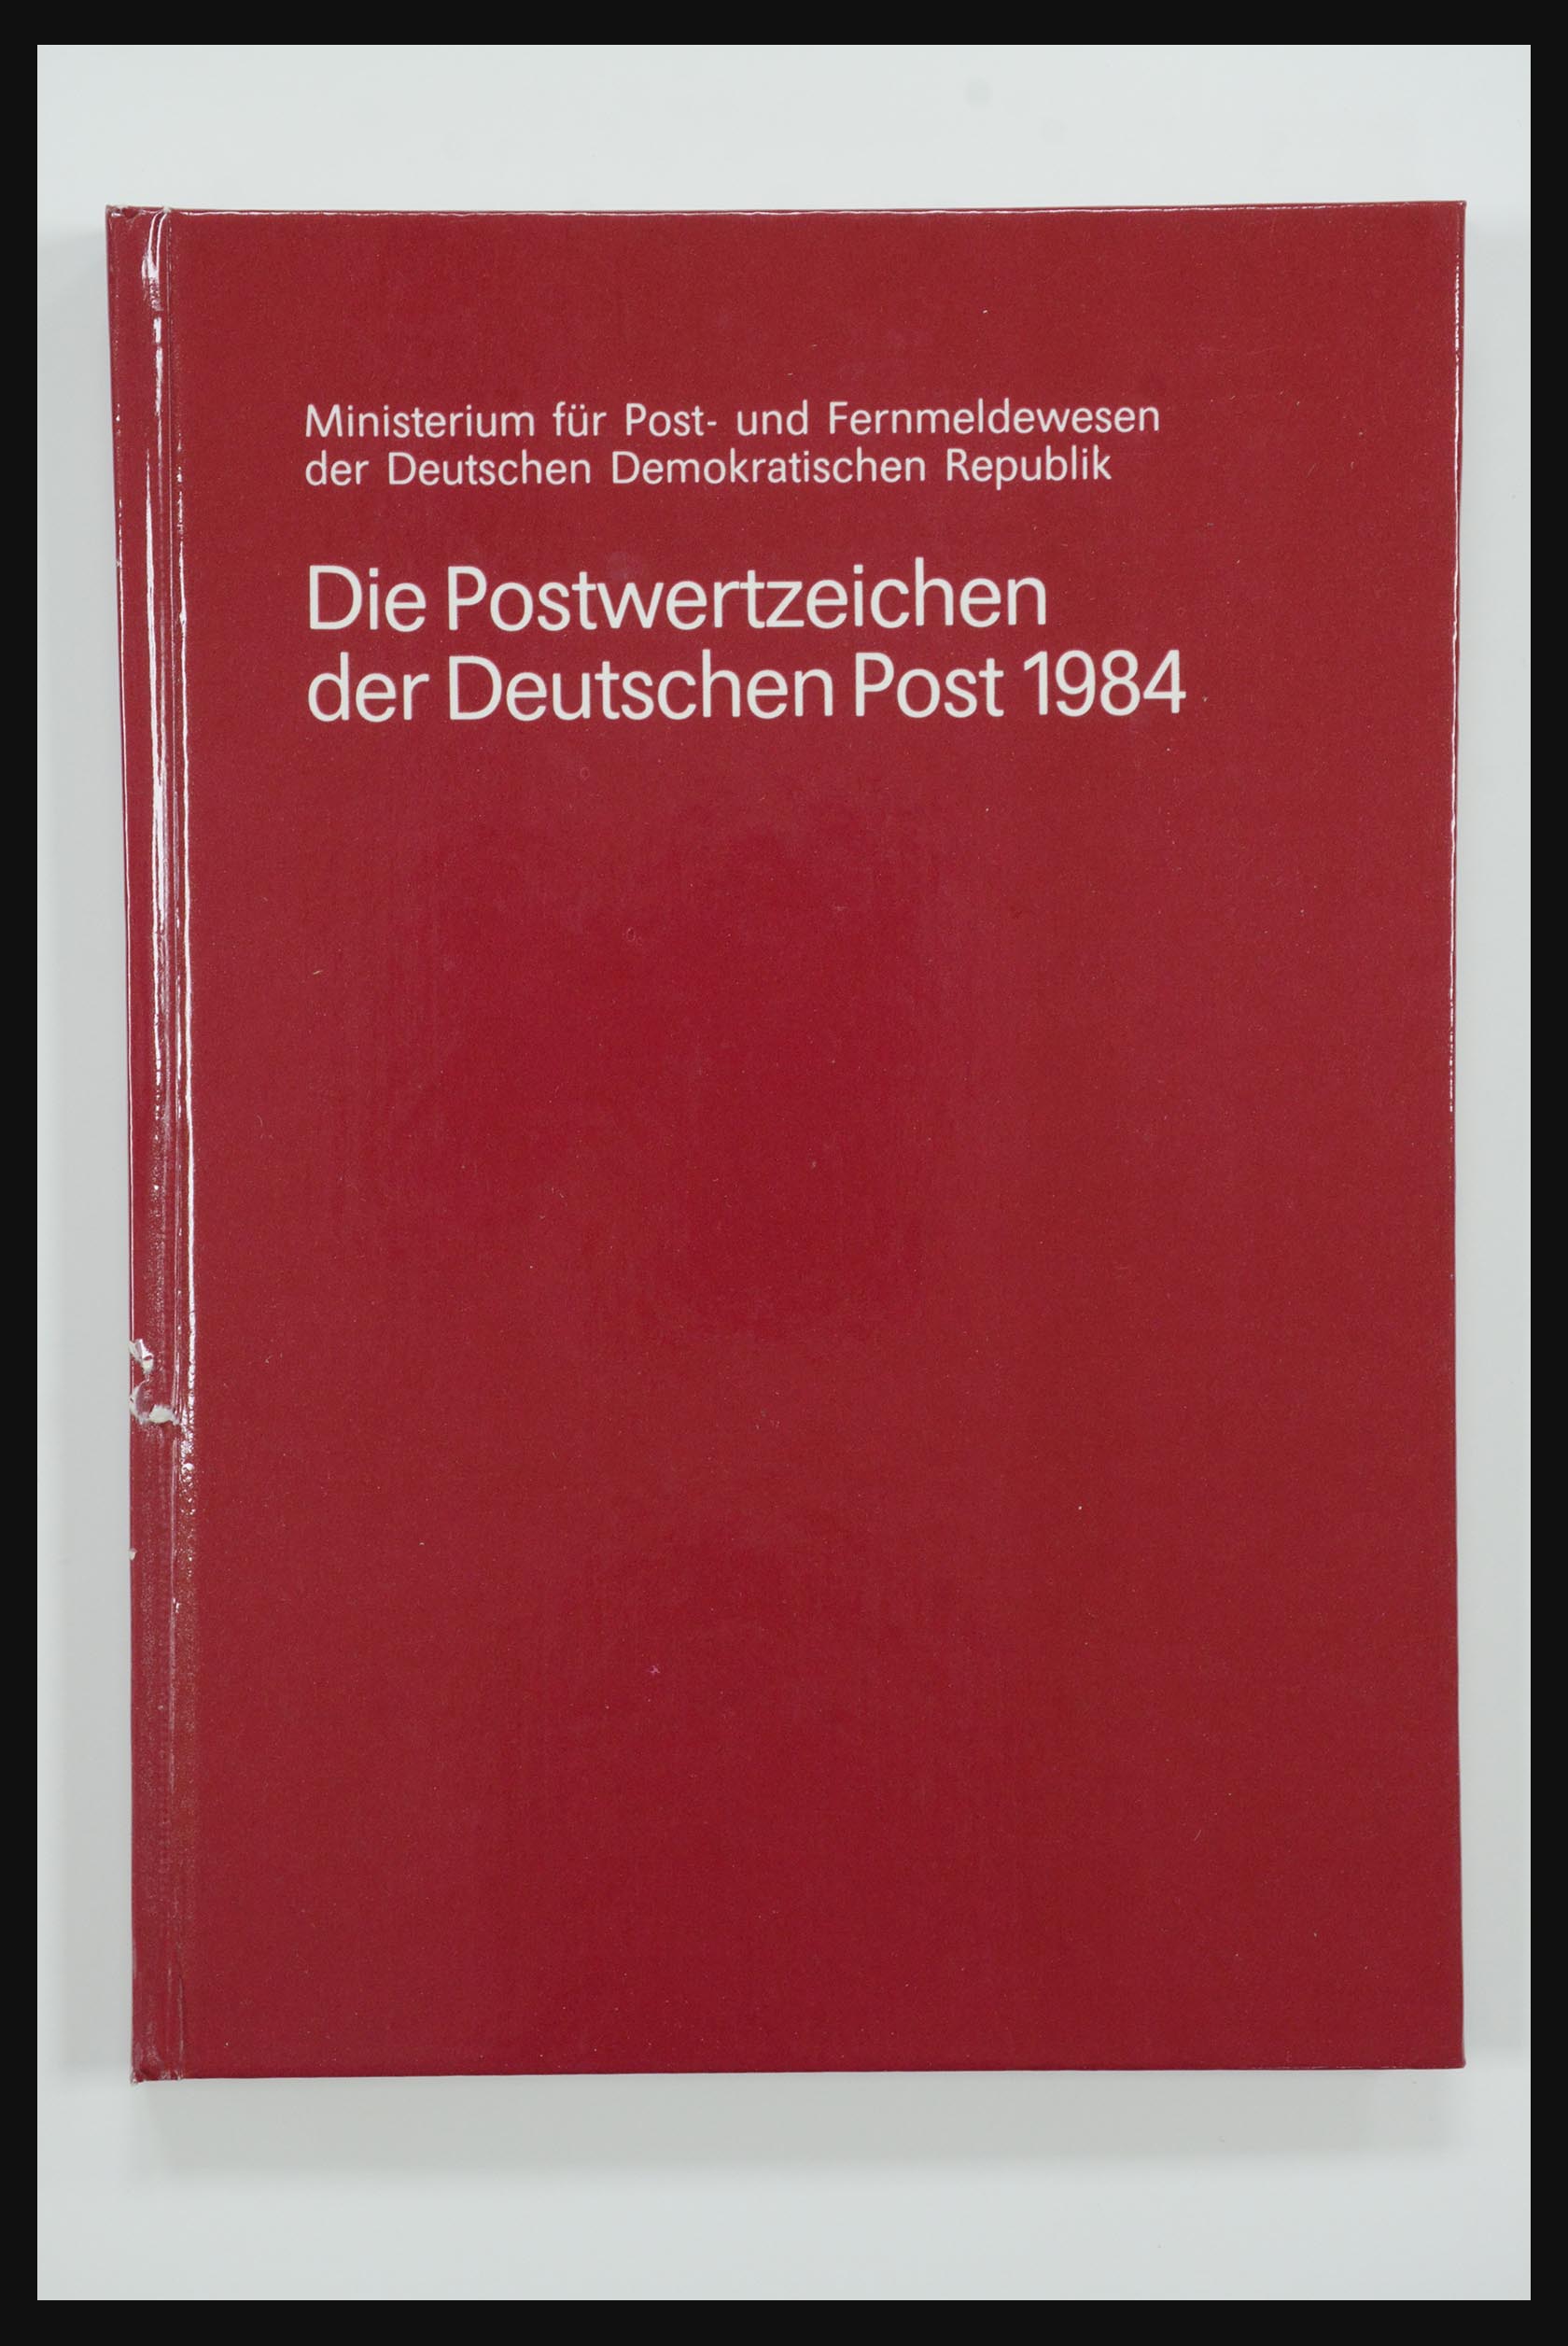 Ministerium für Post- und Fernmeldewesen
der Deutschen Demokratischen Republik
Die Postwertzeichen
der Deutschen Post 1984